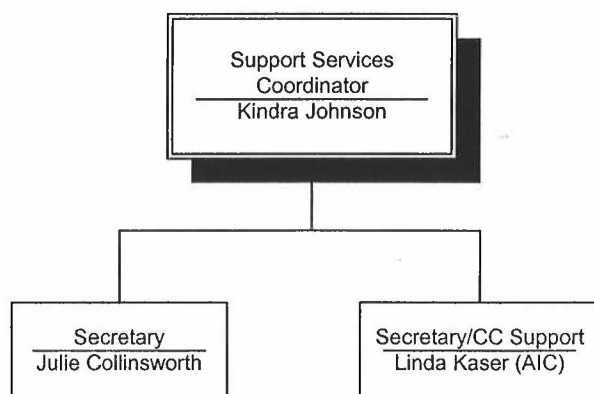 Support Services
Coordinator
Kindra Johnson
Secretary
Julie Collinsworth
Secretary/CC Support
Linda Kaser (AIC)